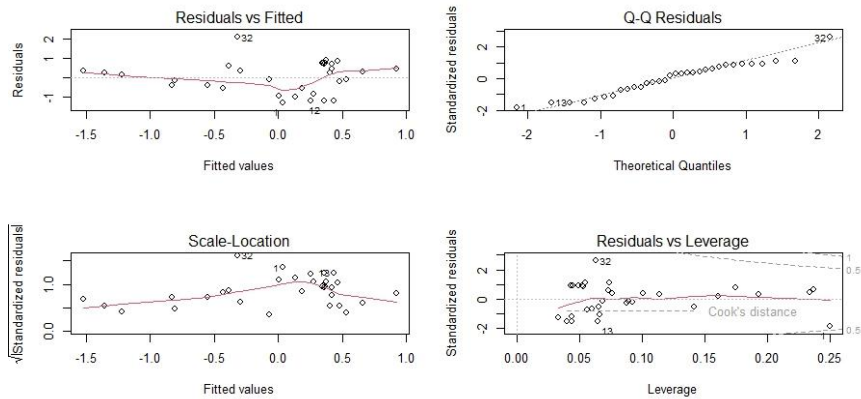 Residuals vs Fitted
Residuals
-1 1 2
32
1
12
-1.5 -1.0 -0.5 0.0 0.5 1.0
Fitted values
Q-Q Residuals
Standardized residuals
-2 0 2
32
1
13
-2 -1 0 1 2
Theoretical Quantiles
Scale-Location
√|Standardized residuals|
0.0 1.0
32
1
13
-1.5 -1.0 -0.5 0.0 0.5 1.0
Fitted values
Residuals vs Leverage
Standardized residuals
-2 0 2
32
13
1
0.5
Cook's distance
0.5
0.00 0.05 0.10 0.15 0.20 0.25
Leverage